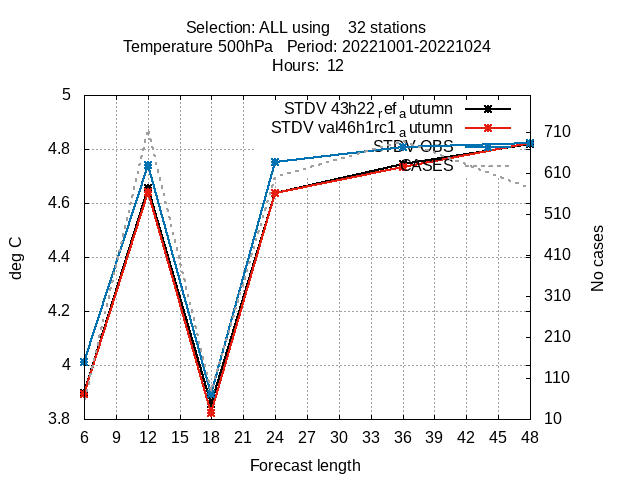 Selection: ALL using    32 stations
Temperature 500hPa   Period: 20221001-20221024
Hours:  12
STDV 43h22ref_autumn
STDV val46h1rc1_autumn
STDV OBS
CASES
5
4.8
4.6
4.4
4.2
4
3.8
deg C
710
610
510
410
310
210
110
10
No cases
6 9 12 15 18 21 24 27 30 33 36 39 42 45 48
Forecast length